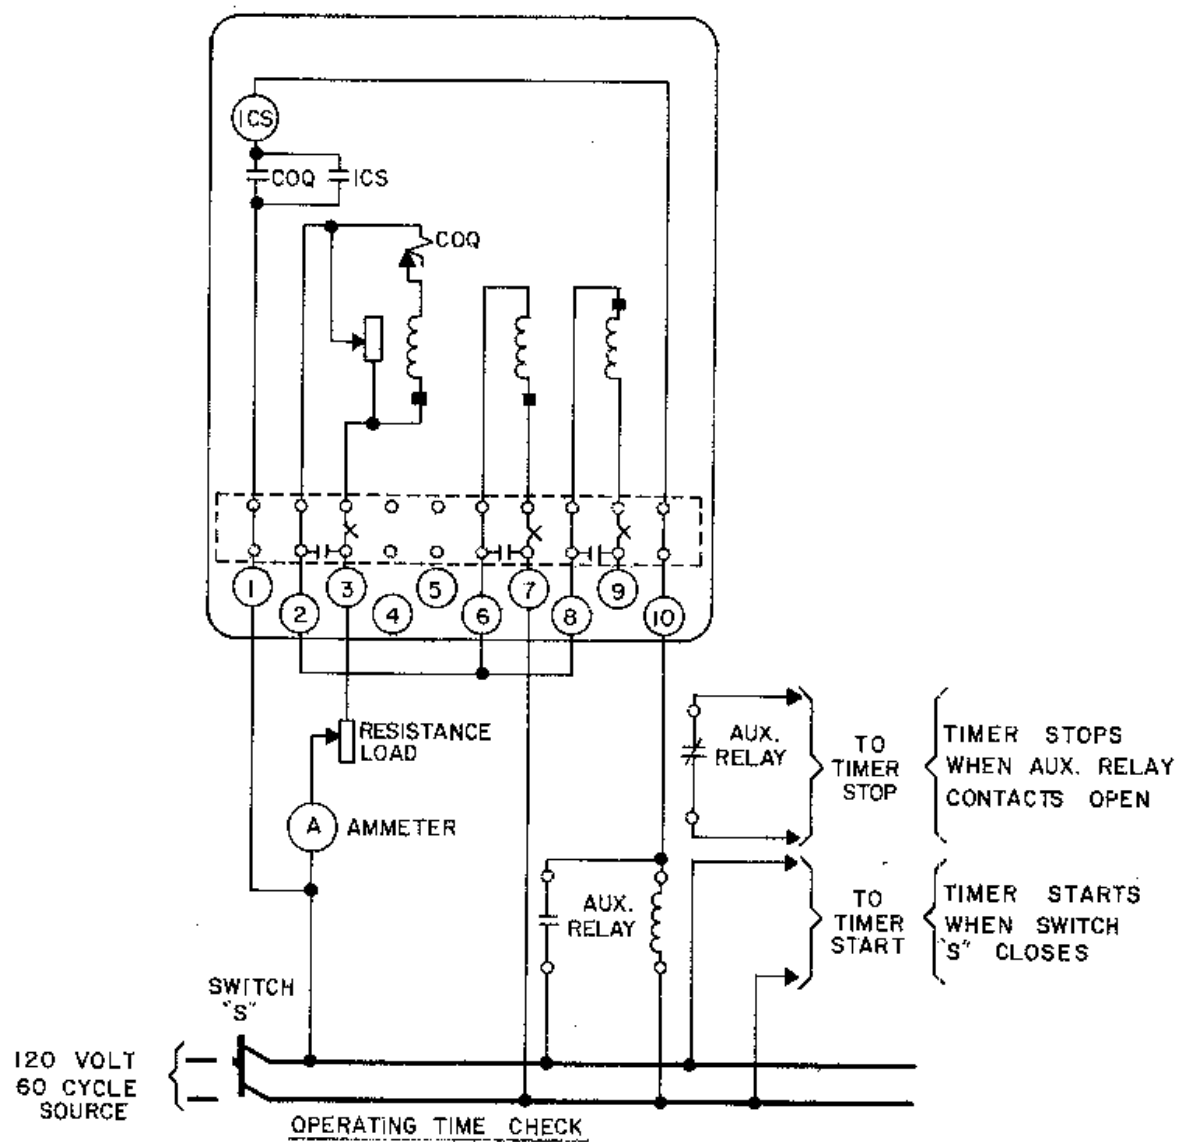 ICS
COQ
ICS
COQ
1
2
3
4
5
6
7
8
9
10
RESISTANCE
LOAD
A
AMMETER
AUX.
RELAY
TO
TIMER
STOP
TIMER STOPS
WHEN AUX. RELAY
CONTACTS OPEN
AUX.
RELAY
TO
TIMER
START
TIMER STARTS
WHEN SWITCH
"S" CLOSES
SWITCH
"S"
120 VOLT
60 CYCLE
SOURCE
OPERATING TIME CHECK